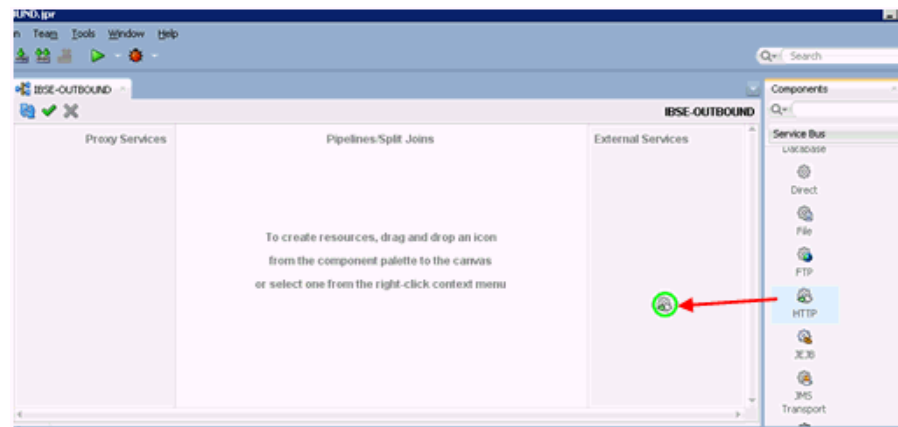 UND.jpr
n Team Tools Window Help
Search
IBSE-OUTBOUND
Components
IBSE-OUTBOUND
Service Bus
Proxy Services
Pipelines/Split Joins
External Services
Database
Direct
File
FTP
HTTP
JEJB
JMS
Transport
To create resources, drag and drop an icon
from the component palette to the canvas
or select one from the right-click context menu